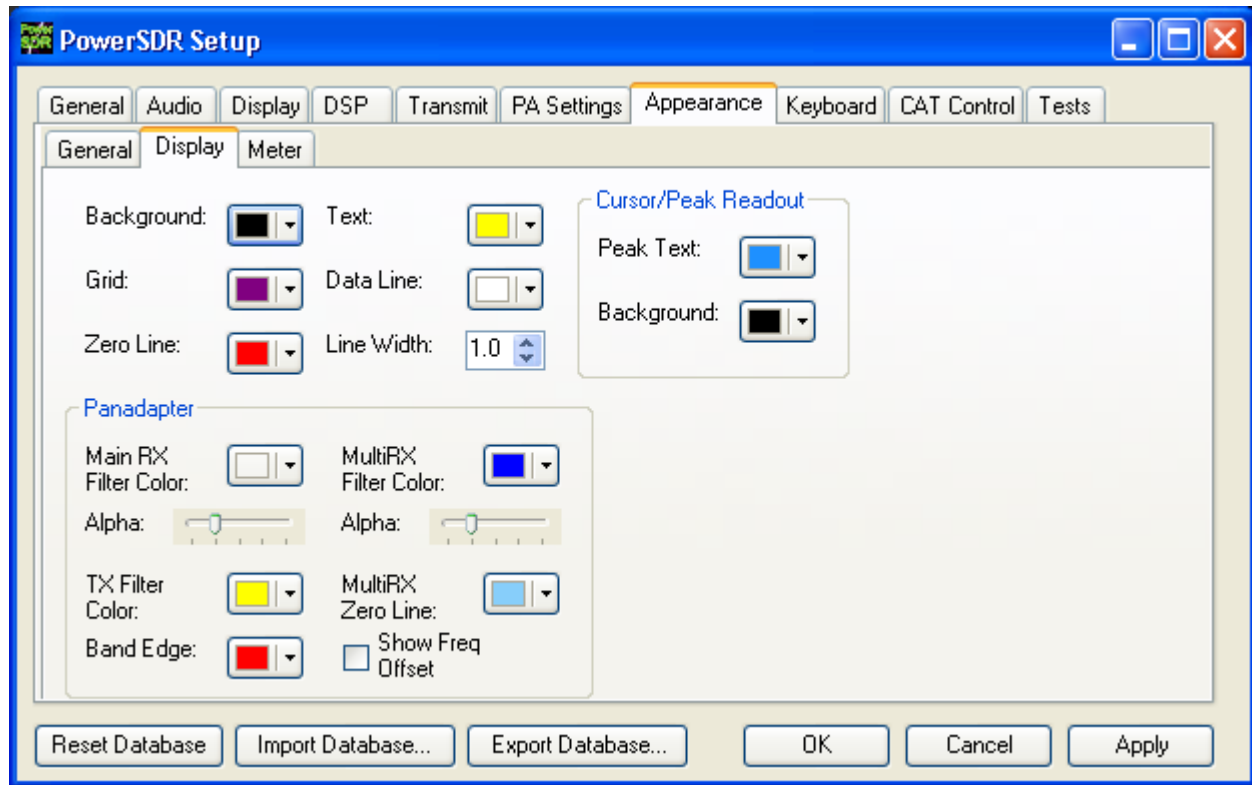 Power SDR PowerSDR Setup
General Audio Display DSP Transmit PA Settings Appearance Keyboard CAT Control Tests
General Display Meter
Background: Text:
Grid: Data Line:
Zero Line: Line Width: 1.0
Cursor/Peak Readout
Peak Text:
Background:
Panadapter
Main RX
Filter Color:
MultiRX
Filter Color:
Alpha: Alpha:
TX Filter
Color:
MultiRX
Zero Line:
Band Edge:
Show Freq
Offset
Reset Database Import Database... Export Database... OK Cancel Apply